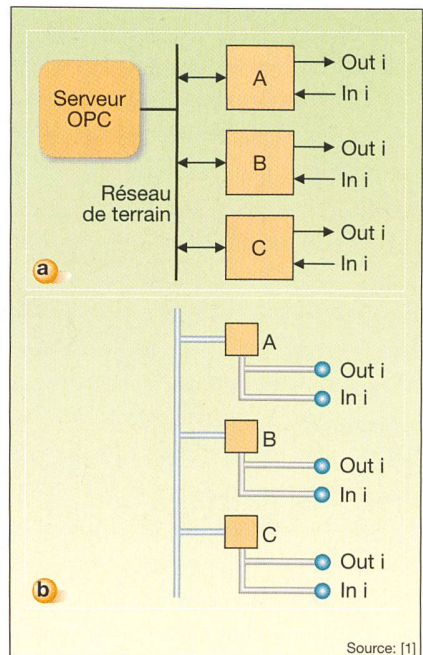 Serveur
OPC
Réseau
de terrain
A
Out i
In i
B
Out i
In i
C
Out i
In i
a
A
Out i
In i
B
Out i
In i
C
Out i
In i
b
Source: [1]